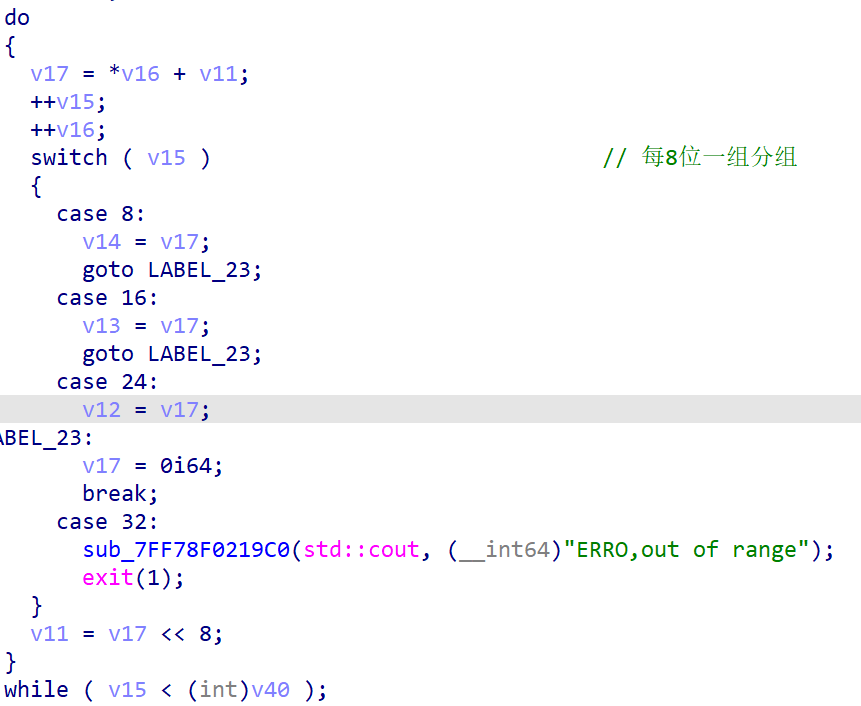 do
{
v17 = *v16 + v11;
++v15;
++v16;
switch ( v15 ) // 每8位一组分组
{
case 8:
v14 = v17;
goto LABEL_23;
case 16:
v13 = v17;
goto LABEL_23;
case 24:
v12 = v17;
ABEL_23:
v17 = 0i64;
break;
case 32:
sub_7FF78F0219C0(std::cout, (__int64)"ERRO,out of range");
exit(1);
}
v11 = v17 << 8;
}
while ( v15 < (int)v40 );